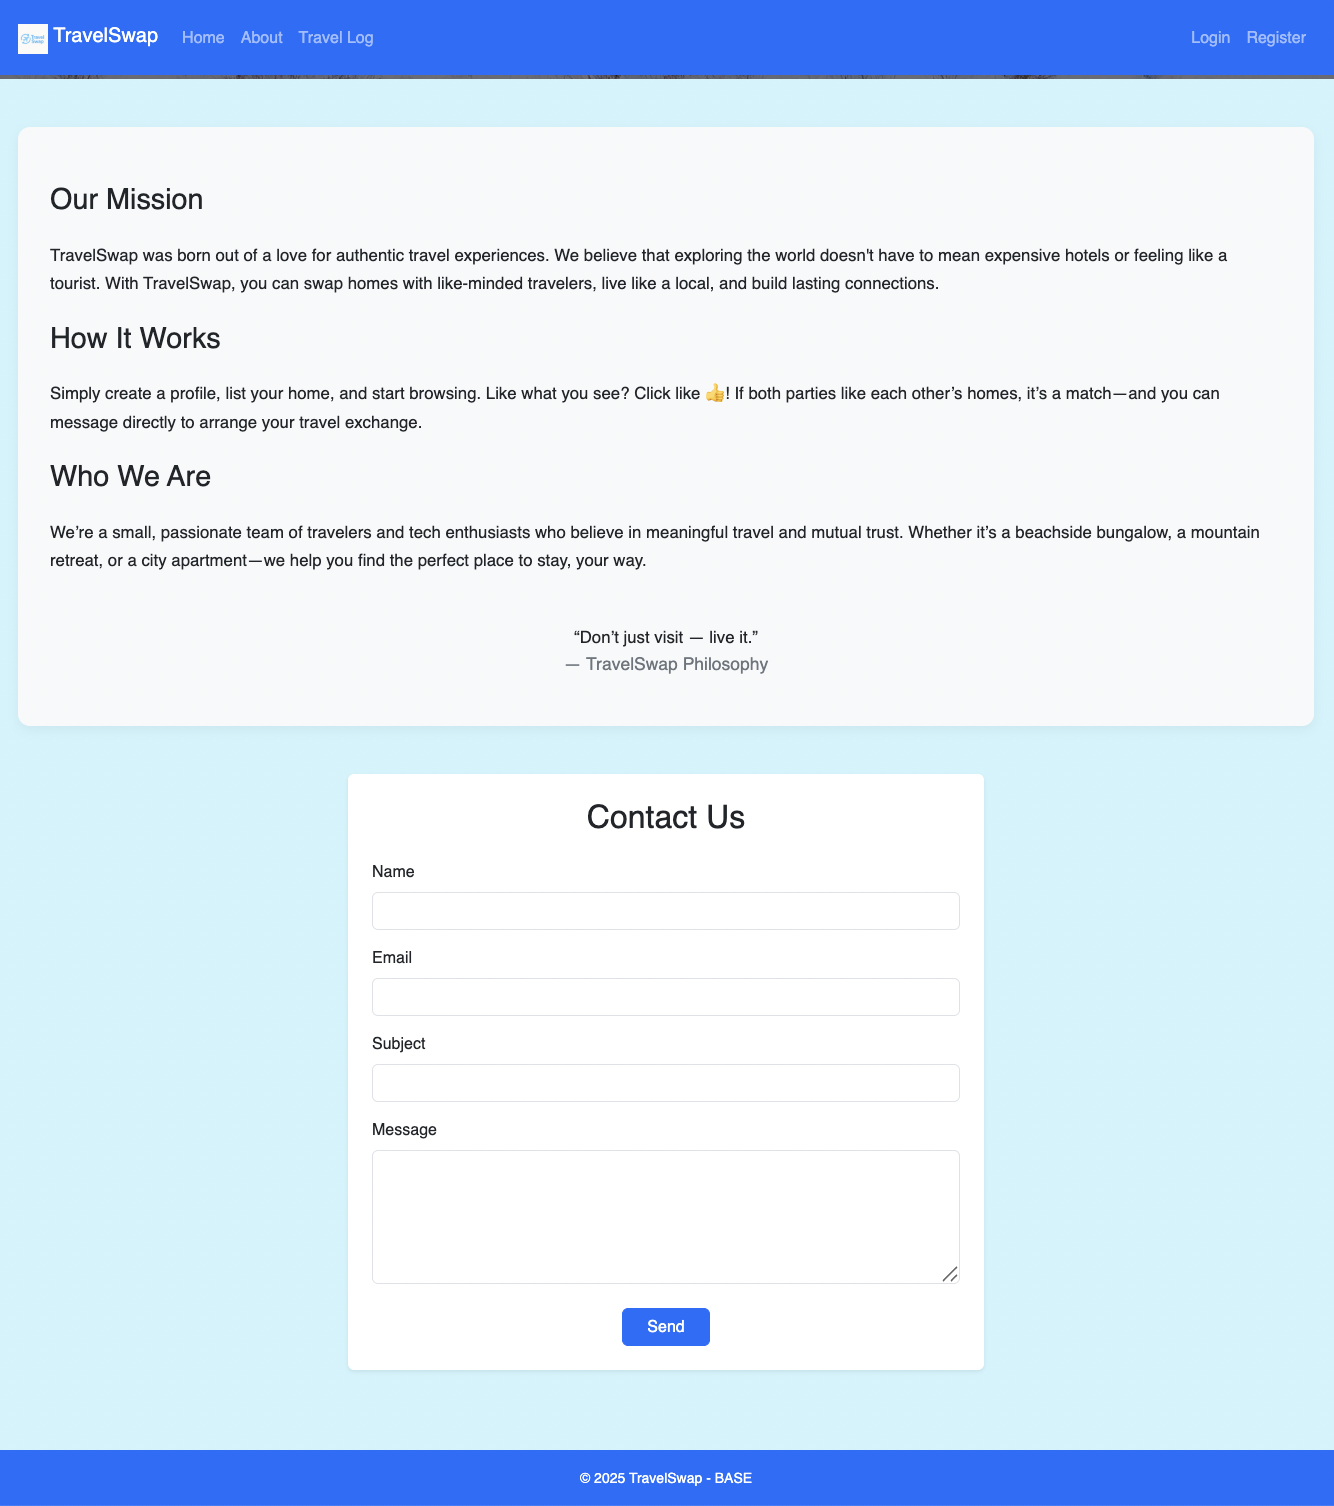 Travel Swap
TravelSwap Home About Travel Log Login Register
Our Mission
TravelSwap was born out of a love for authentic travel experiences. We believe that exploring the world doesn't have to mean expensive hotels or feeling like a
tourist. With TravelSwap, you can swap homes with like-minded travelers, live like a local, and build lasting connections.
How It Works
Simply create a profile, list your home, and start browsing. Like what you see? Click like 👍! If both parties like each other’s homes, it’s a match—and you can
message directly to arrange your travel exchange.
Who We Are
We’re a small, passionate team of travelers and tech enthusiasts who believe in meaningful travel and mutual trust. Whether it’s a beachside bungalow, a mountain
retreat, or a city apartment—we help you find the perfect place to stay, your way.
“Don’t just visit — live it.”
— TravelSwap Philosophy
Contact Us
Name
Email
Subject
Message
Send
© 2025 TravelSwap - BASE